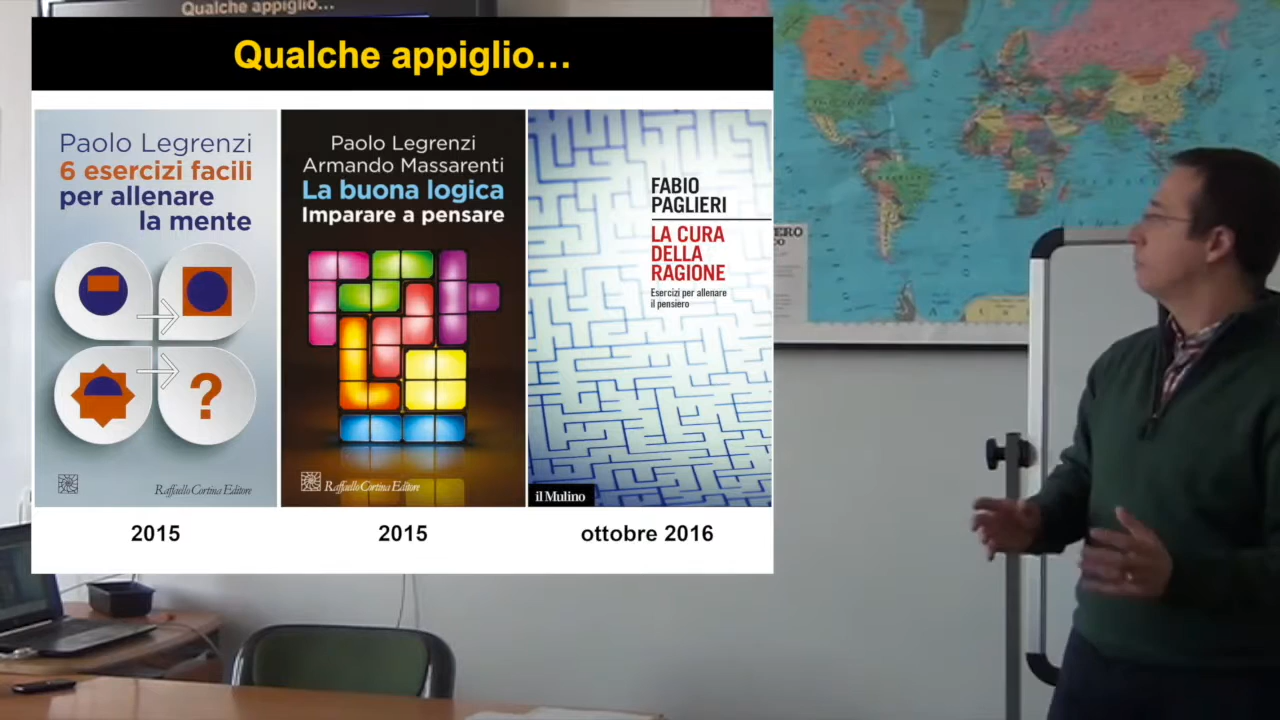 Qualche appiglio...
Qualche appiglio...
Paolo Legrenzi
6 esercizi facili
per allenare
la mente
?
Raffaello Cortina Editore
2015
Paolo Legrenzi
Armando Massarenti
La buona logica
Imparare a pensare
Raffaello Cortina Editore
2015
FABIO
PAGLIERI
LA CURA
DELLA
RAGIONE
Esercizi per allenare
il pensiero
il Mulino
ottobre 2016